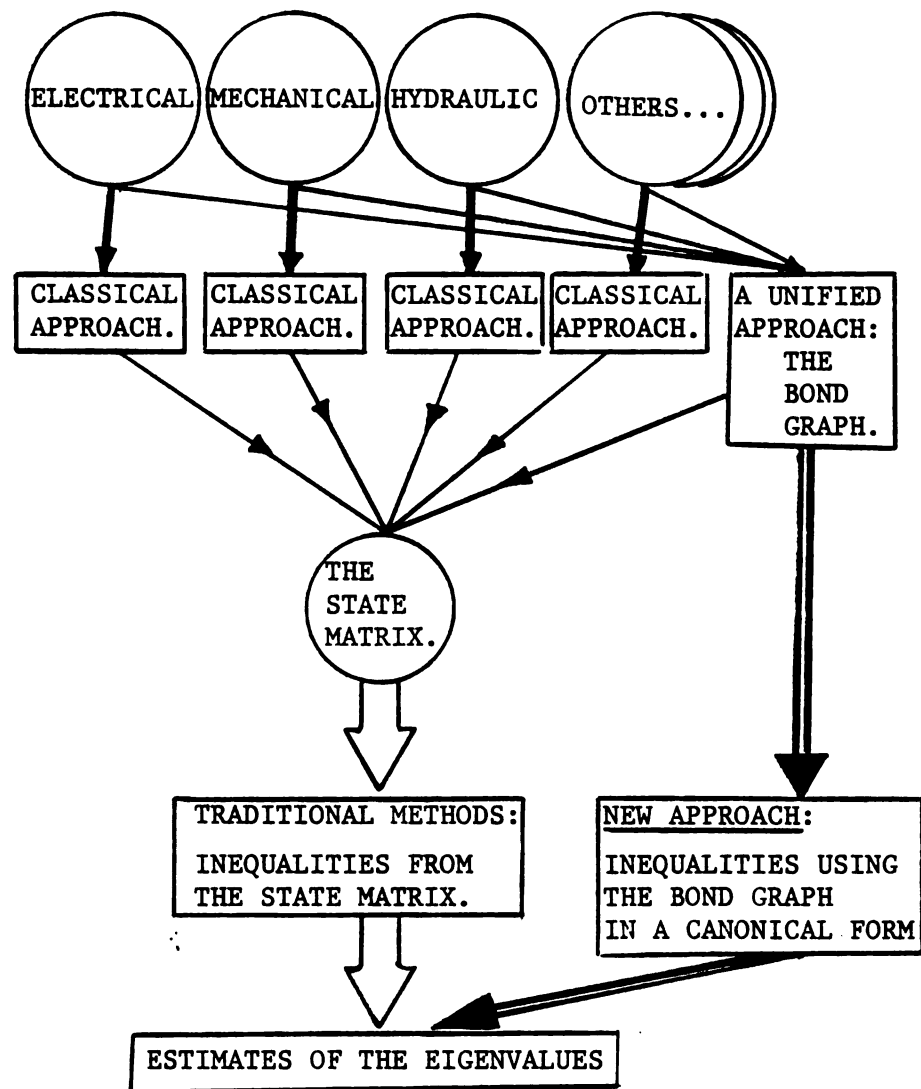 ELECTRICAL
MECHANICAL
HYDRAULIC
OTHERS...
CLASSICAL
APPROACH.
CLASSICAL
APPROACH.
CLASSICAL
APPROACH.
CLASSICAL
APPROACH.
A UNIFIED
APPROACH:
THE
BOND
GRAPH.
THE
STATE
MATRIX.
TRADITIONAL METHODS:
INEQUALITIES FROM
THE STATE MATRIX.
NEW APPROACH:
INEQUALITIES USING
THE BOND GRAPH
IN A CANONICAL FORM
ESTIMATES OF THE EIGENVALUES